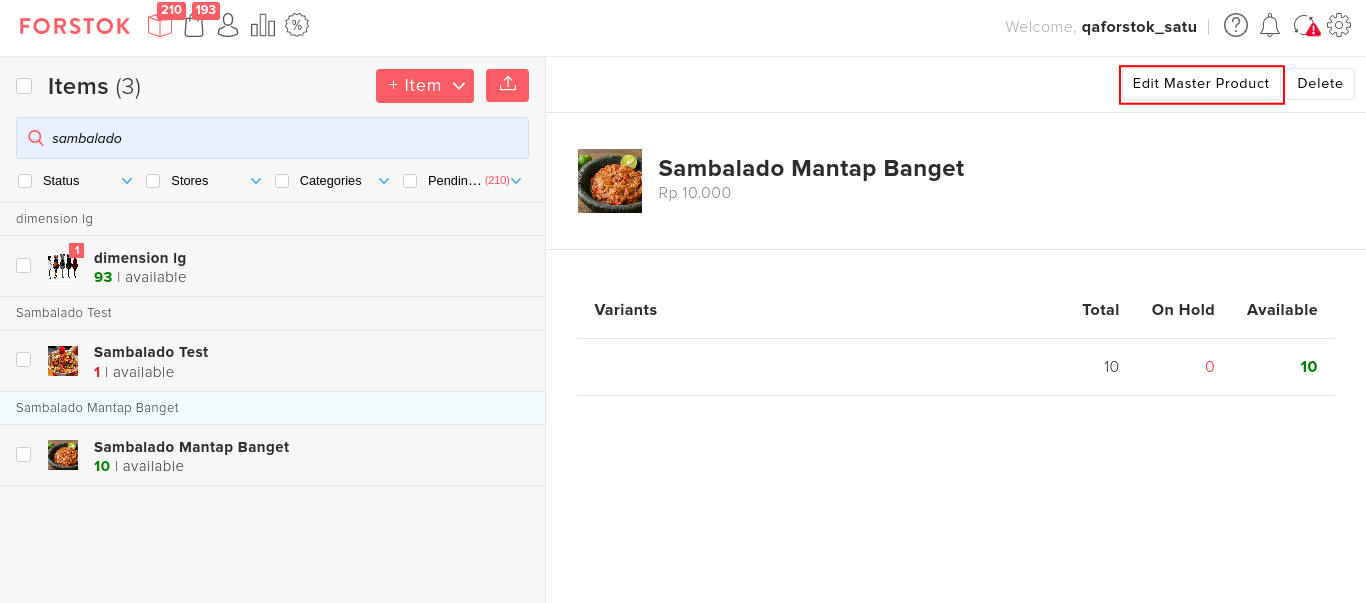 FORSTOK
210
193
Welcome, qaforstok_satu
Items (3)
+ Item
sambalado
Status
Stores
Categories
Pendin... (210)
dimension lg
1
dimension lg
93 | available
Sambalado Test
Sambalado Test
1 | available
Sambalado Mantap Banget
Sambalado Mantap Banget
10 | available
Edit Master Product
Delete
Sambalado Mantap Banget
Rp 10.000
Variants Total On Hold Available
10 0 10